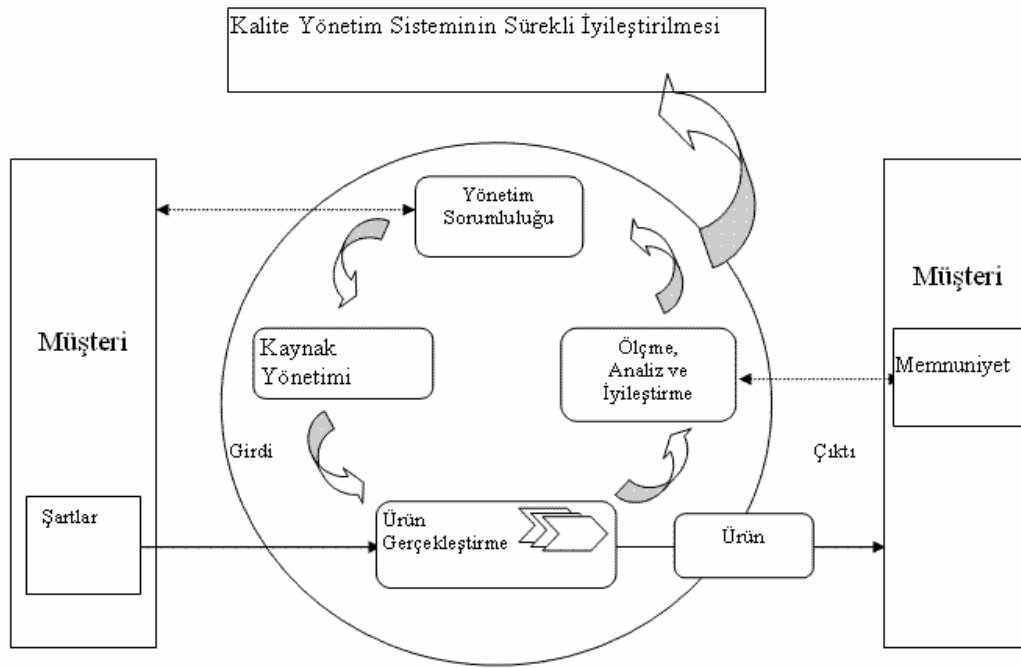 Kalite Yönetim Sisteminin Sürekli İyileştirilmesi
Yönetim
Sorumluluğu
Müşteri
Müşteri
Kaynak
Yönetimi
Ölçme,
Analiz ve
İyileştirme
Memnuniyet
Girdi
Çıktı
Şartlar
Ürün
Gerçekleştirme
Ürün